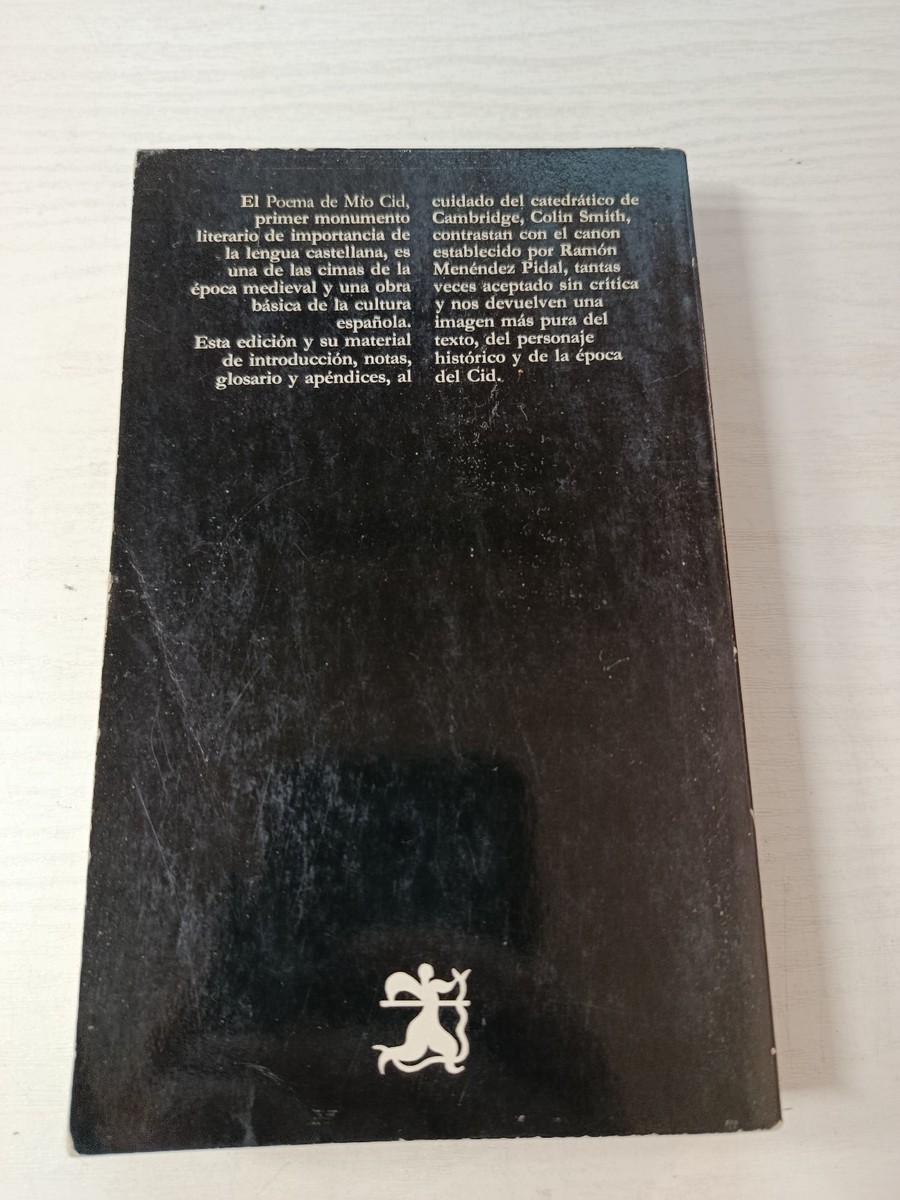 El Poema de Mío Cid,
primer monumento
literario de importancia de
la lengua castellana, es
una de las cimas de la
época medieval y una obra
básica de la cultura
española.
Esta edición y su material
de introducción, notas,
glosario y apéndices, al
cuidado del catedrático de
Cambridge, Colin Smith,
contrastan con el canon
establecido por Ramón
Menéndez Pidal, tantas
veces aceptado sin crítica
y nos devuelven una
imagen más pura del
texto, del personaje
histórico y de la época
del Cid.